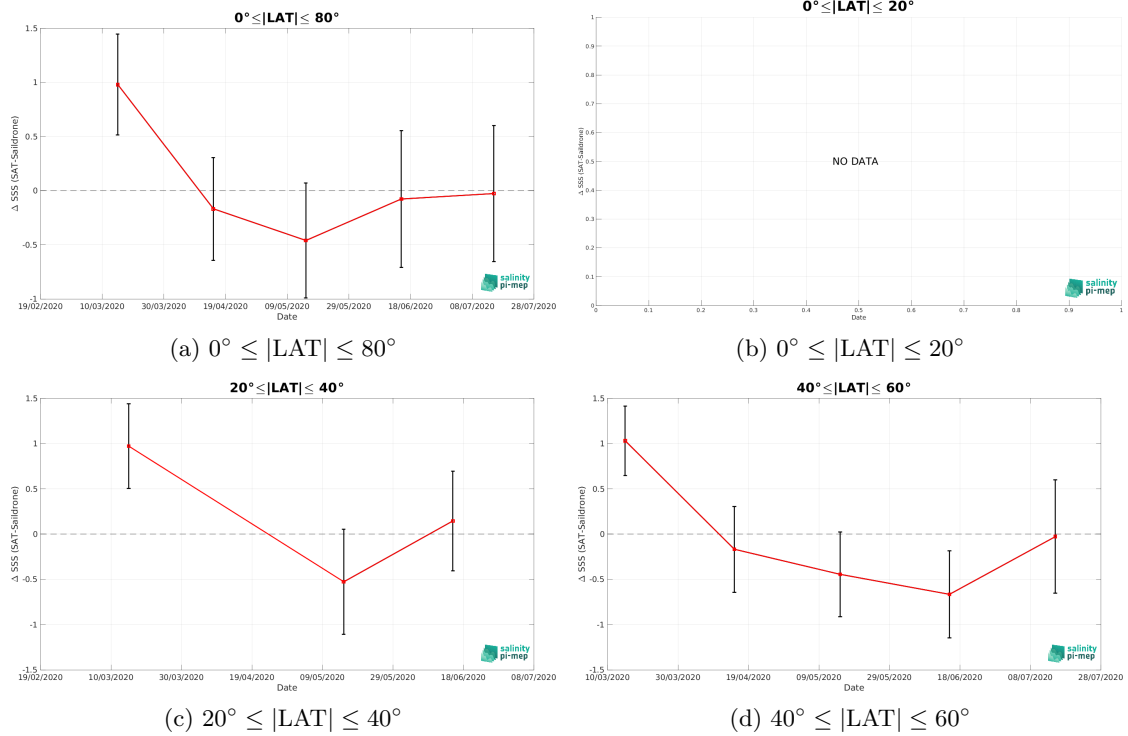 0°≤|LAT|≤ 80°
1.5
1
0.5
0
-0.5
-1
Δ SSS (SAT-Saildrone)
19/02/2020 10/03/2020 30/03/2020 19/04/2020 09/05/2020 29/05/2020 18/06/2020 08/07/2020 28/07/2020
Date
salinity
pi-mep
(a) 0° ≤ |LAT| ≤ 80°
0°≤|LAT|≤ 20°
1
0.9
0.8
0.7
0.6
0.5
0.4
0.3
0.2
0.1
0
Δ SSS (SAT-Saildrone)
NO DATA
0 0.1 0.2 0.3 0.4 0.5 0.6 0.7 0.8 0.9 1
Date
salinity
pi-mep
(b) 0° ≤ |LAT| ≤ 20°
20°≤|LAT|≤ 40°
1.5
1
0.5
0
-0.5
-1
-1.5
Δ SSS (SAT-Saildrone)
19/02/2020 10/03/2020 30/03/2020 19/04/2020 09/05/2020 29/05/2020 18/06/2020 08/07/2020
Date
salinity
pi-mep
(c) 20° ≤ |LAT| ≤ 40°
40°≤|LAT|≤ 60°
1.5
1
0.5
0
-0.5
-1
-1.5
Δ SSS (SAT-Saildrone)
10/03/2020 30/03/2020 19/04/2020 09/05/2020 29/05/2020 18/06/2020 08/07/2020 28/07/2020
Date
salinity
pi-mep
(d) 40° ≤ |LAT| ≤ 60°